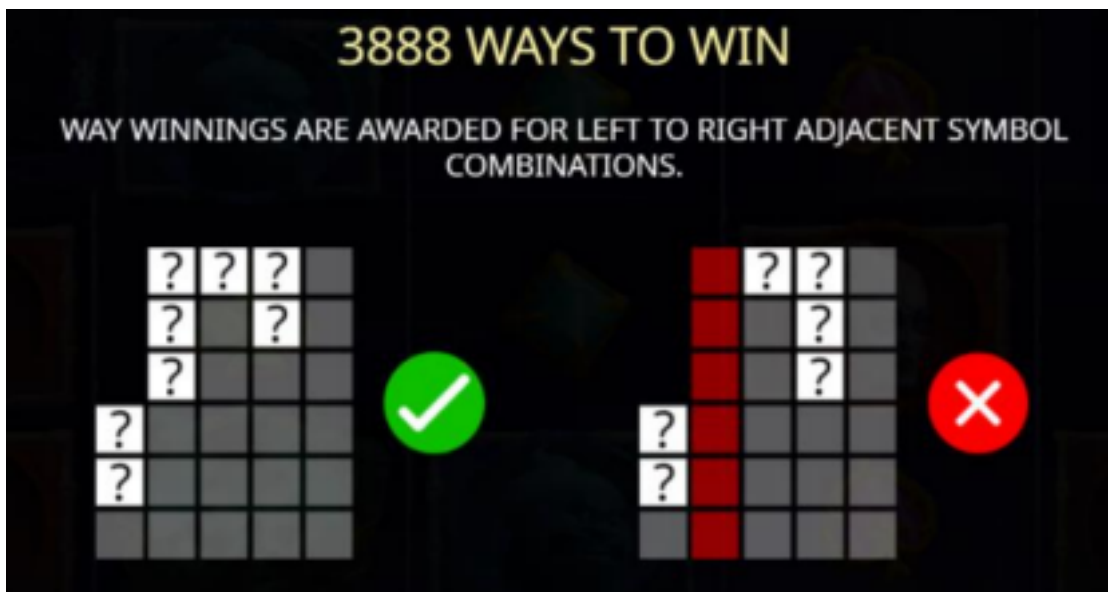 3888 WAYS TO WIN
WAY WINNINGS ARE AWARDED FOR LEFT TO RIGHT ADJACENT SYMBOL
COMBINATIONS.
? ? ? ? ?
? ? ?
? ?
? ?
? ?